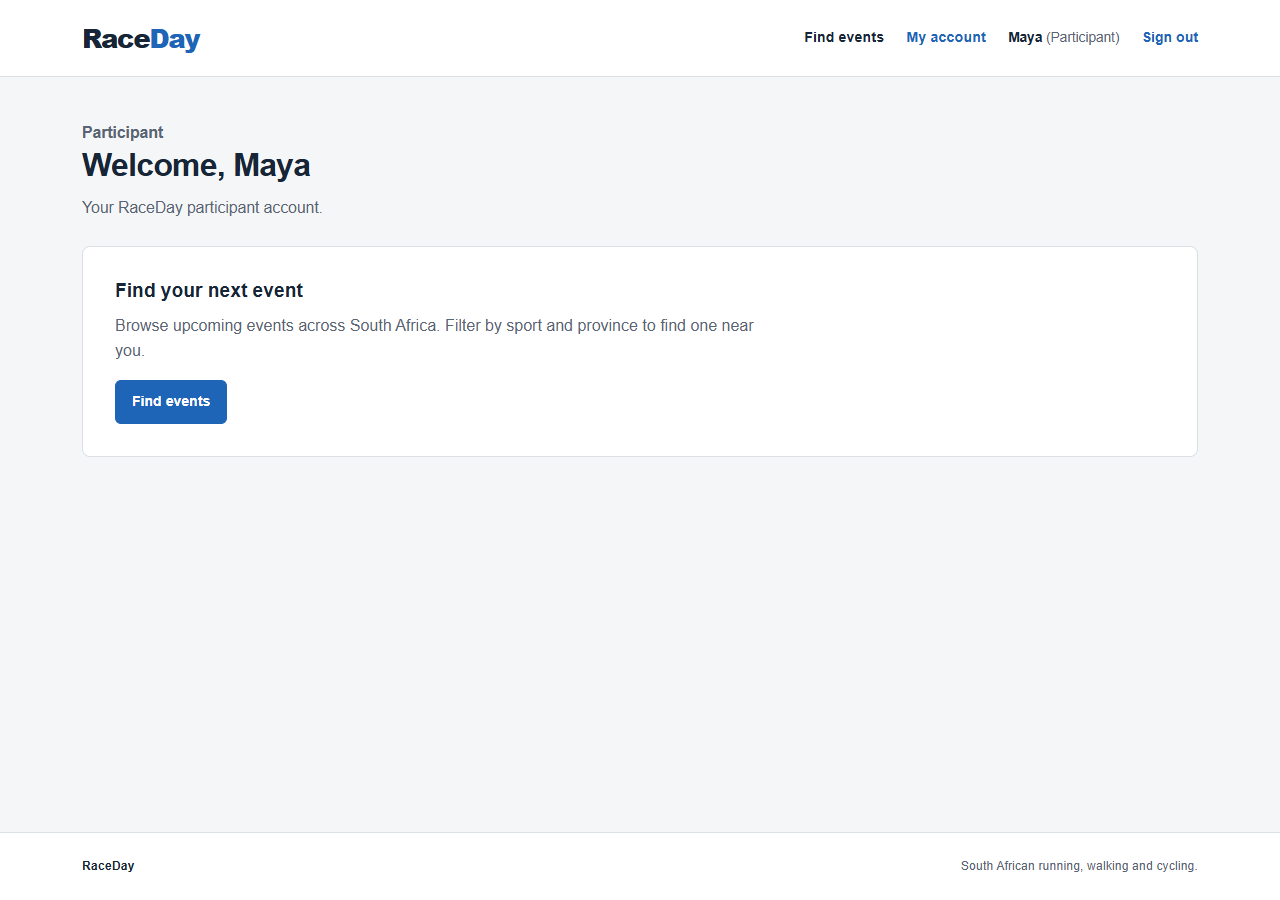 RaceDay
Find events
My account
Maya (Participant)
Sign out
Participant
Welcome, Maya
Your RaceDay participant account.
Find your next event
Browse upcoming events across South Africa. Filter by sport and province to find one near
you.
Find events
RaceDay
South African running, walking and cycling.